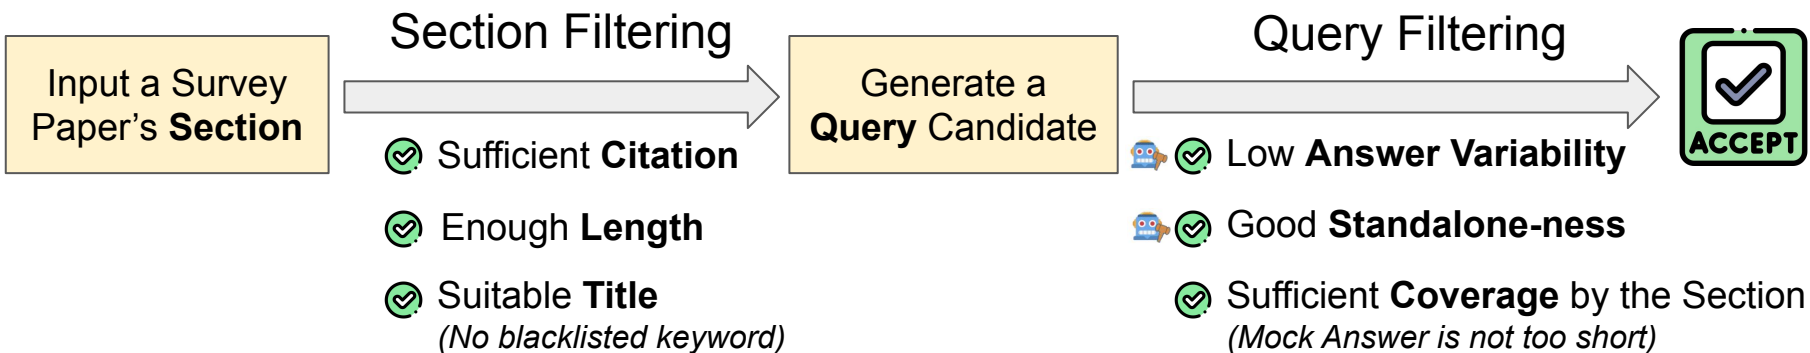 Input a Survey
Paper's Section
Section Filtering
Sufficient Citation
Enough Length
Suitable Title
(No blacklisted keyword)
Generate a
Query Candidate
Query Filtering
Low Answer Variability
Good Standalone-ness
Sufficient Coverage by the Section
(Mock Answer is not too short)
ACCEPT